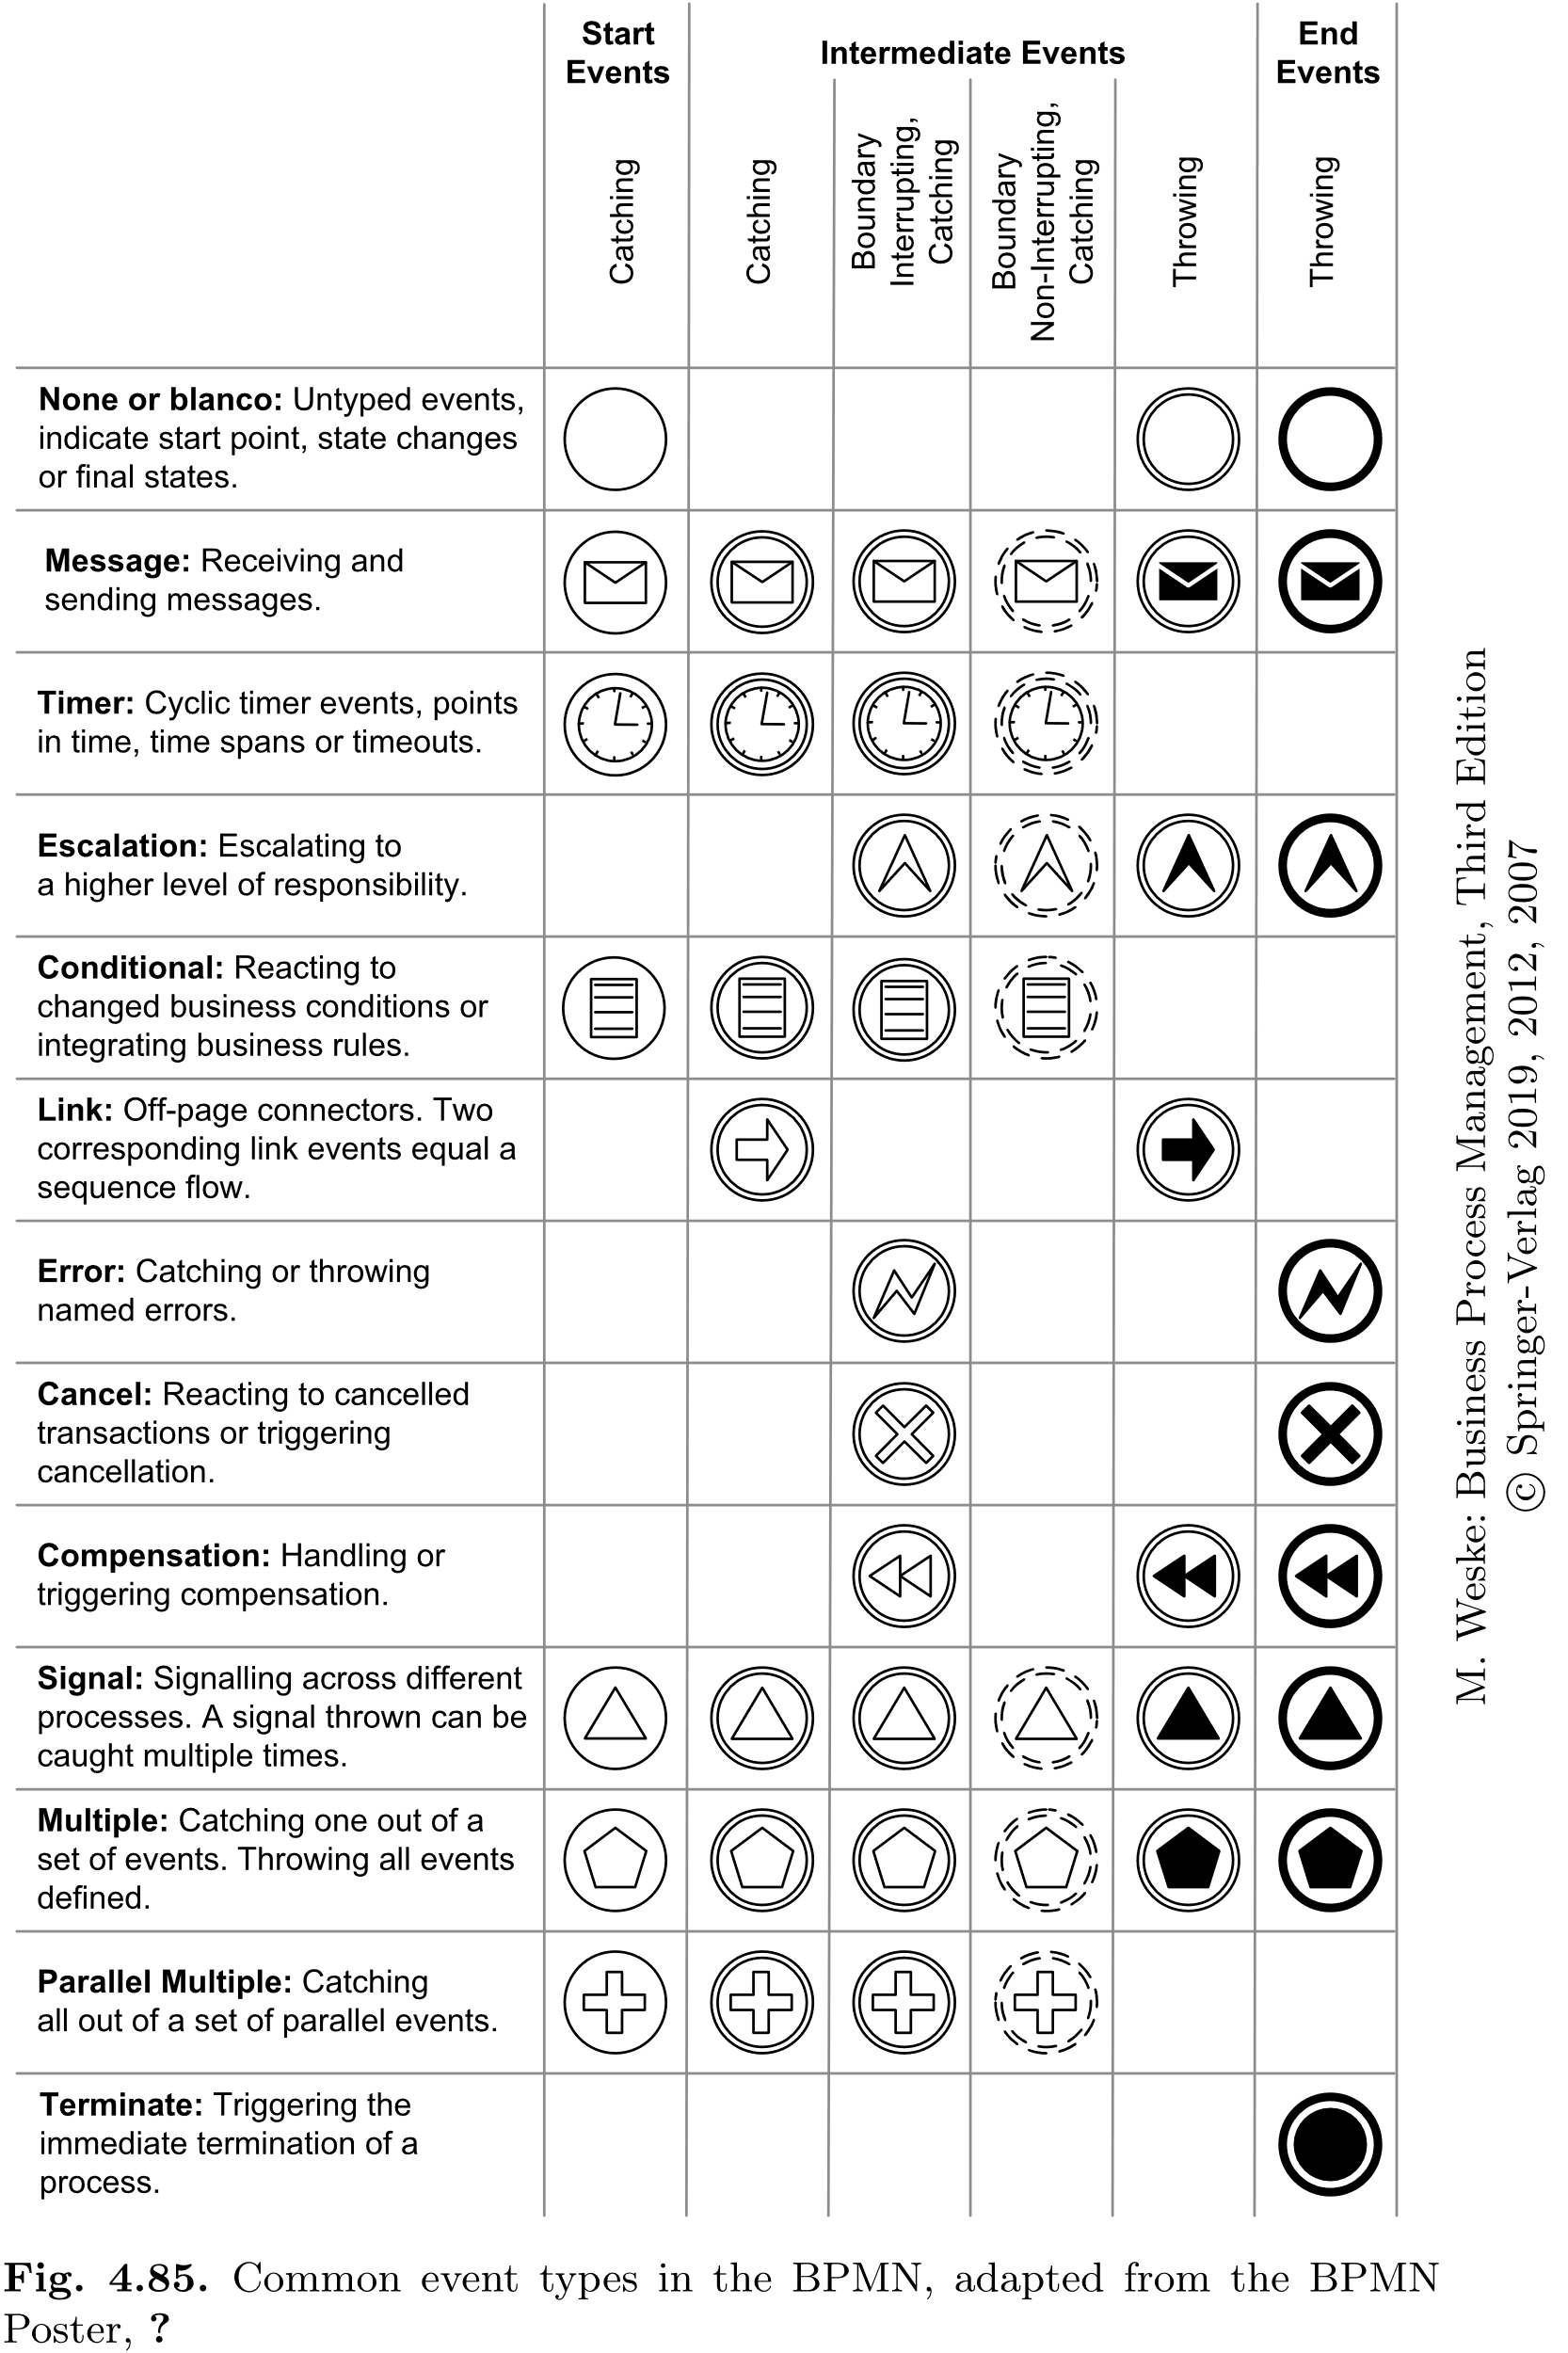 Start
Events
Intermediate Events
End
Events
Catching
Catching
Boundary
Interrupting,
Catching
Boundary
Non-Interrupting,
Catching
Throwing
Throwing
None or blanco: Untyped events,
indicate start point, state changes
or final states.
Message: Receiving and
sending messages.
Timer: Cyclic timer events, points
in time, time spans or timeouts.
Escalation: Escalating to
a higher level of responsibility.
Conditional: Reacting to
changed business conditions or
integrating business rules.
Link: Off-page connectors. Two
corresponding link events equal a
sequence flow.
Error: Catching or throwing
named errors.
Cancel: Reacting to cancelled
transactions or triggering
cancellation.
Compensation: Handling or
triggering compensation.
Signal: Signalling across different
processes. A signal thrown can be
caught multiple times.
Multiple: Catching one out of a
set of events. Throwing all events
defined.
Parallel Multiple: Catching
all out of a set of parallel events.
Terminate: Triggering the
immediate termination of a
process.
M. Weske: Business Process Management, Third Edition
© Springer-Verlag 2019, 2012, 2007
Fig. 4.85. Common event types in the BPMN, adapted from the BPMN
Poster, ?